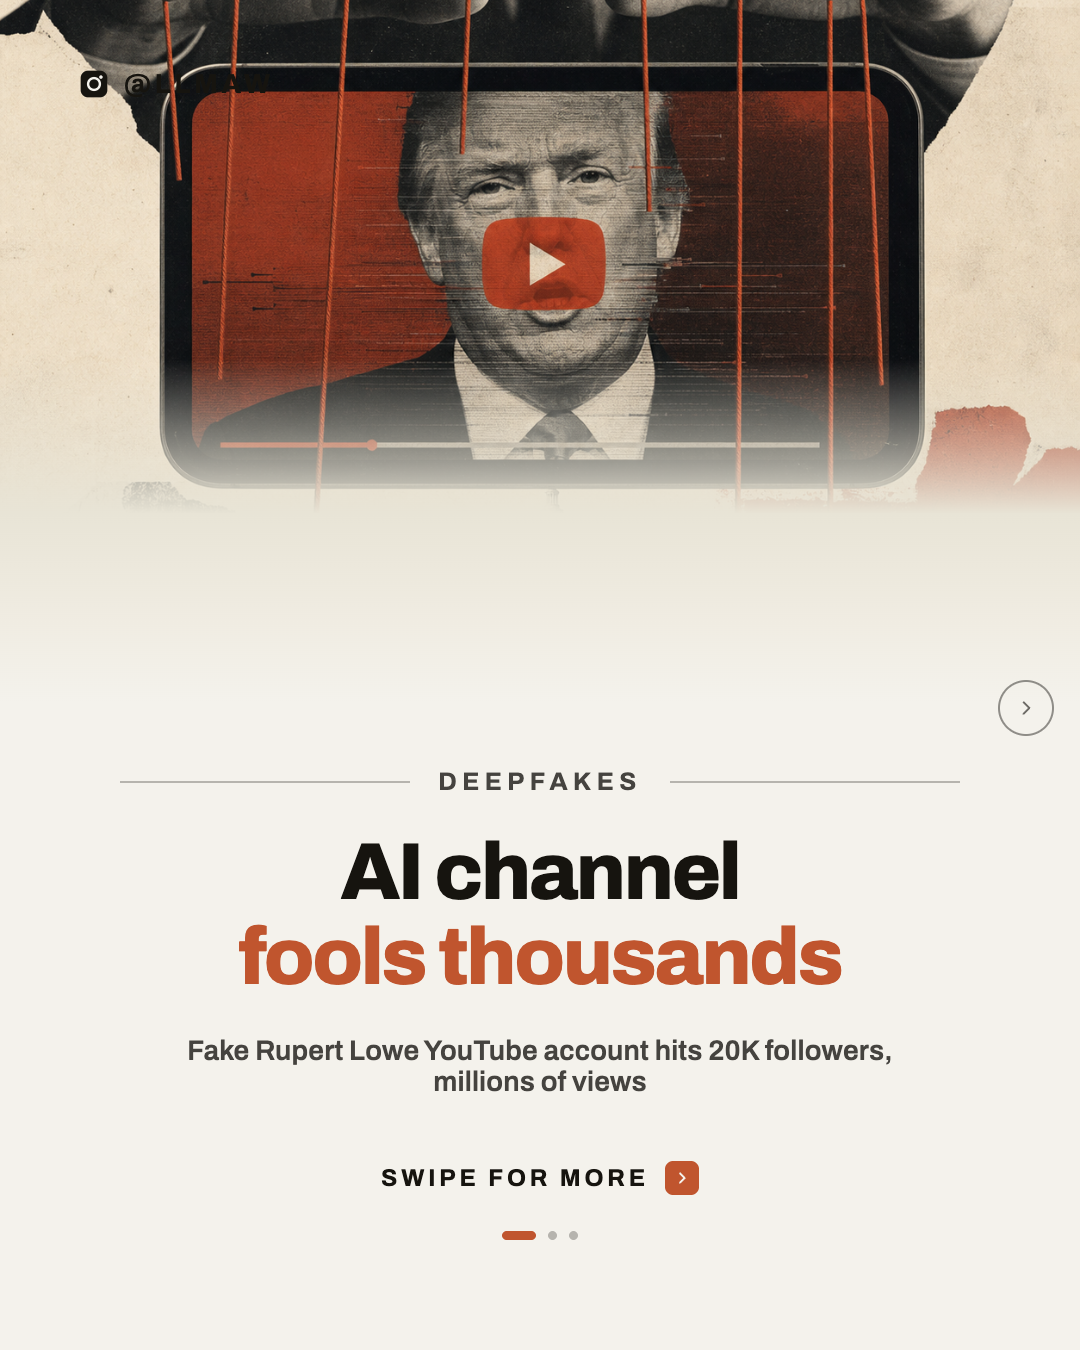 DEEPFAKES
AI channel
fools thousands
Fake Rupert Lowe YouTube account hits 20K followers,
millions of views
SWIPE FOR MORE